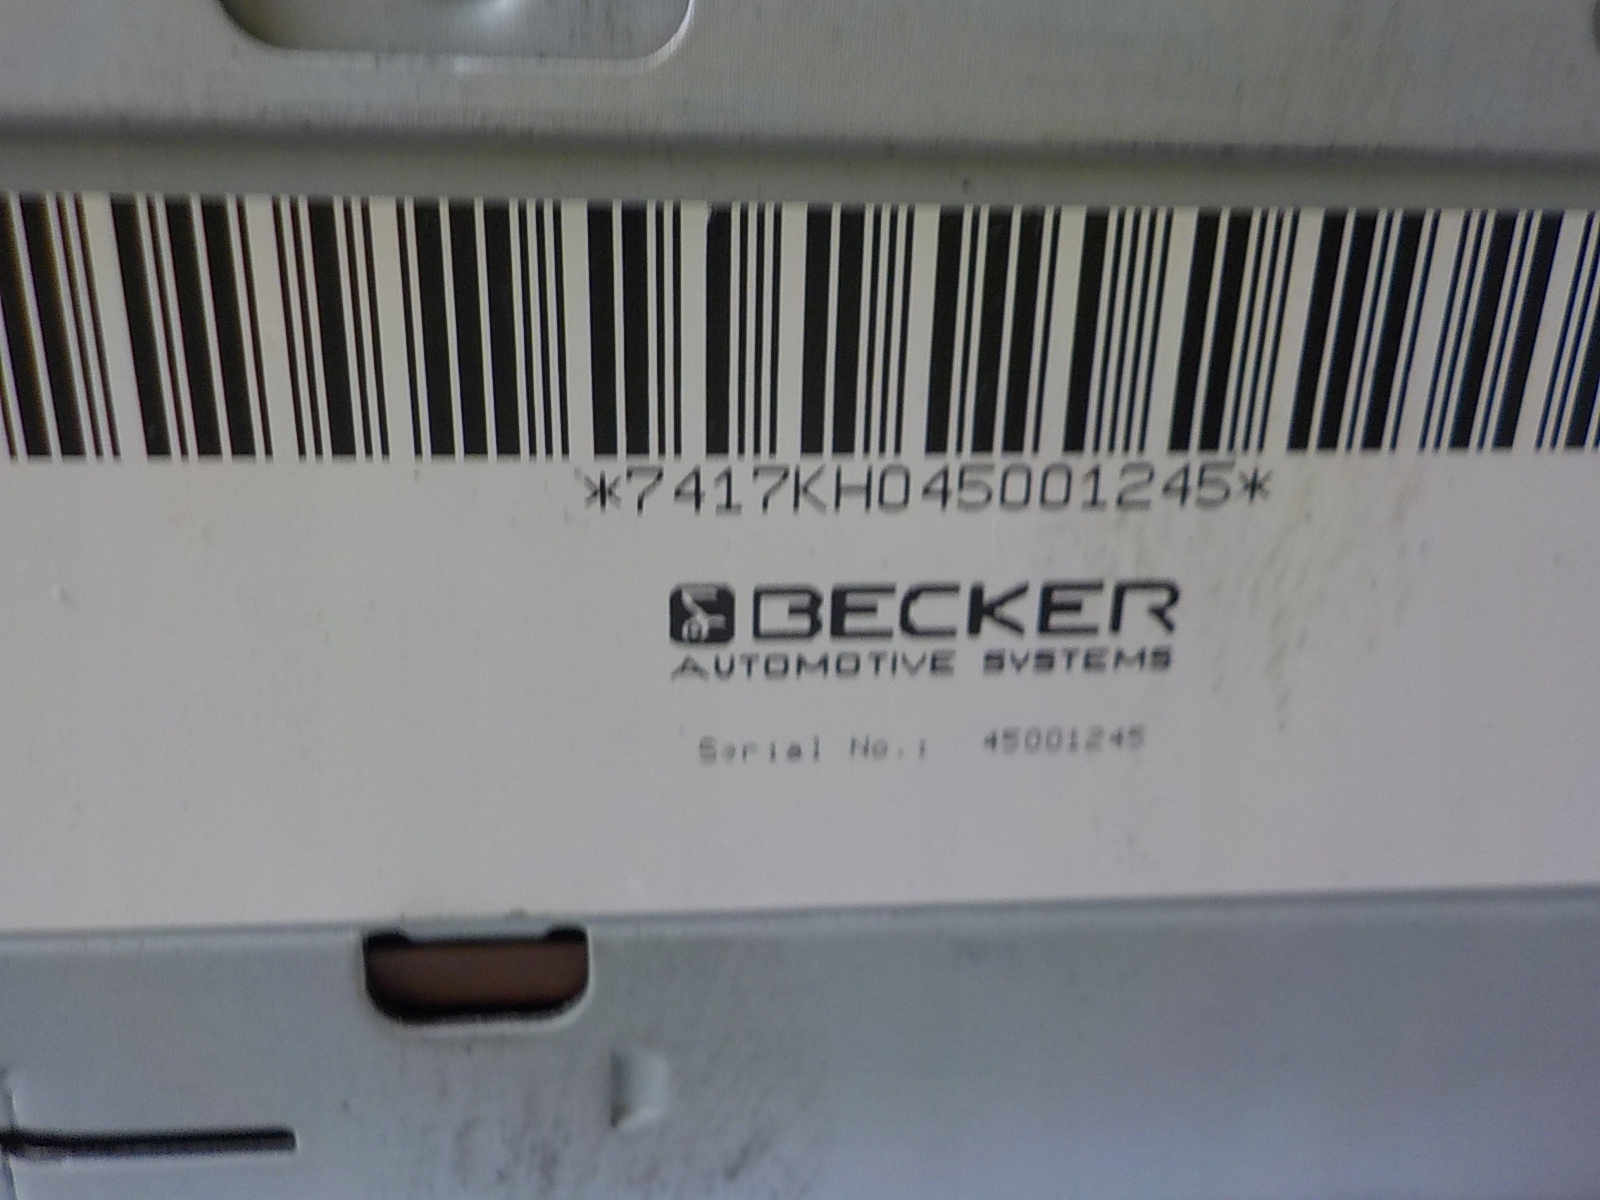 *7417KH045001245*
BECKER
AUTOMOTIVE SYSTEMS
Serial No.: 45001245